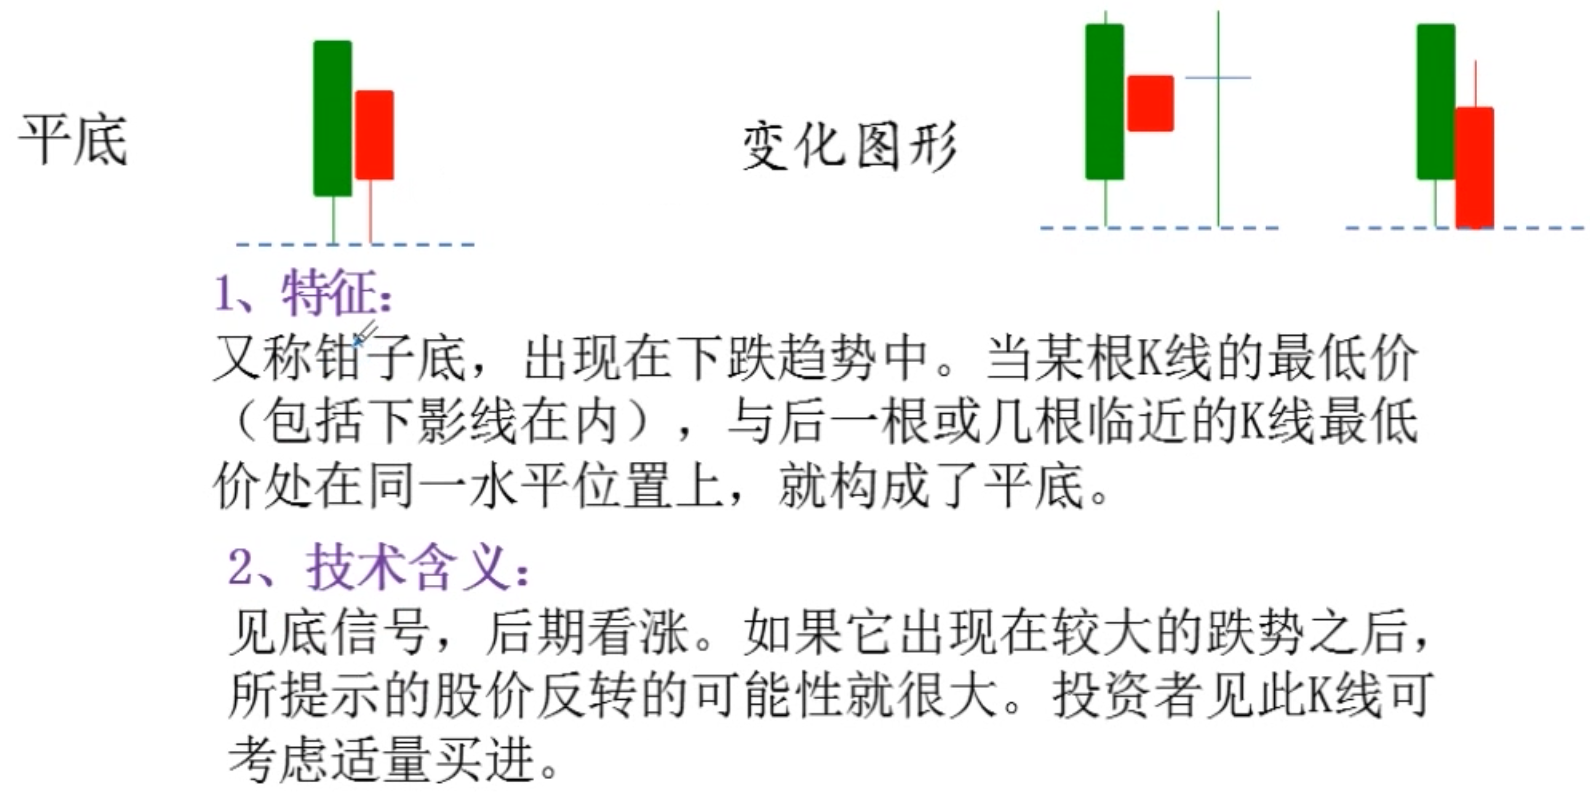 平底
变化图形
1、特征：
又称钳子底，出现在下跌趋势中。当某根K线的最低价
（包括下影线在内），与后一根或几根临近的K线最低
价处在同一水平位置上，就构成了平底。
2、技术含义：
见底信号，后期看涨。如果它出现在较大的跌势之后，
所提示的股价反转的可能性就很大。投资者见此K线可
考虑适量买进。